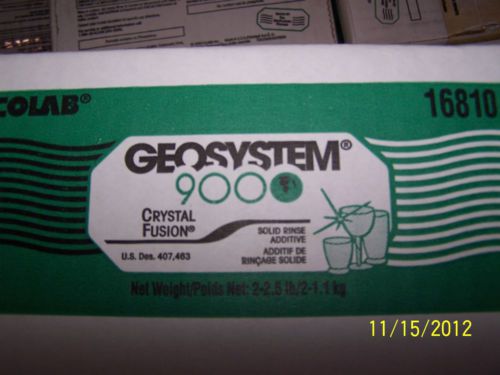 COLAB®
16810
GEOSYSTEM®
9000
CRYSTAL
FUSION®
SOLID RINSE
ADDITIVE
ADDITIF DE
RINÇAGE SOLIDE
U.S. Des. 407,463
Net Weight/Poids Net: 2-2.5 lb/2-1.1 kg
11/15/2012